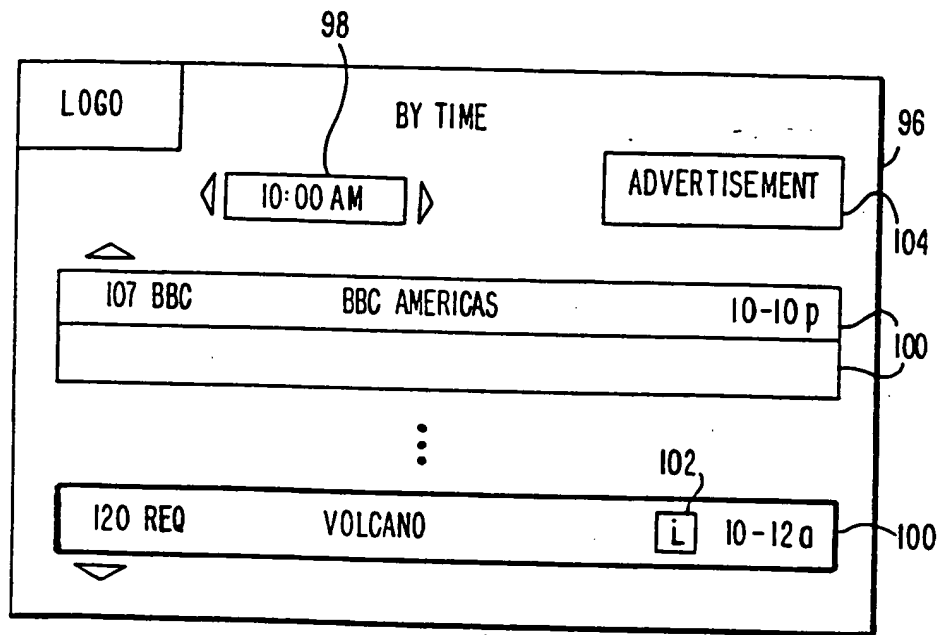 98
LOGO
BY TIME
96
10:00 AM
ADVERTISEMENT
104
107 BBC BBC AMERICAS 10-10 p
100
102
120 REQ VOLCANO i 10-12 a
100